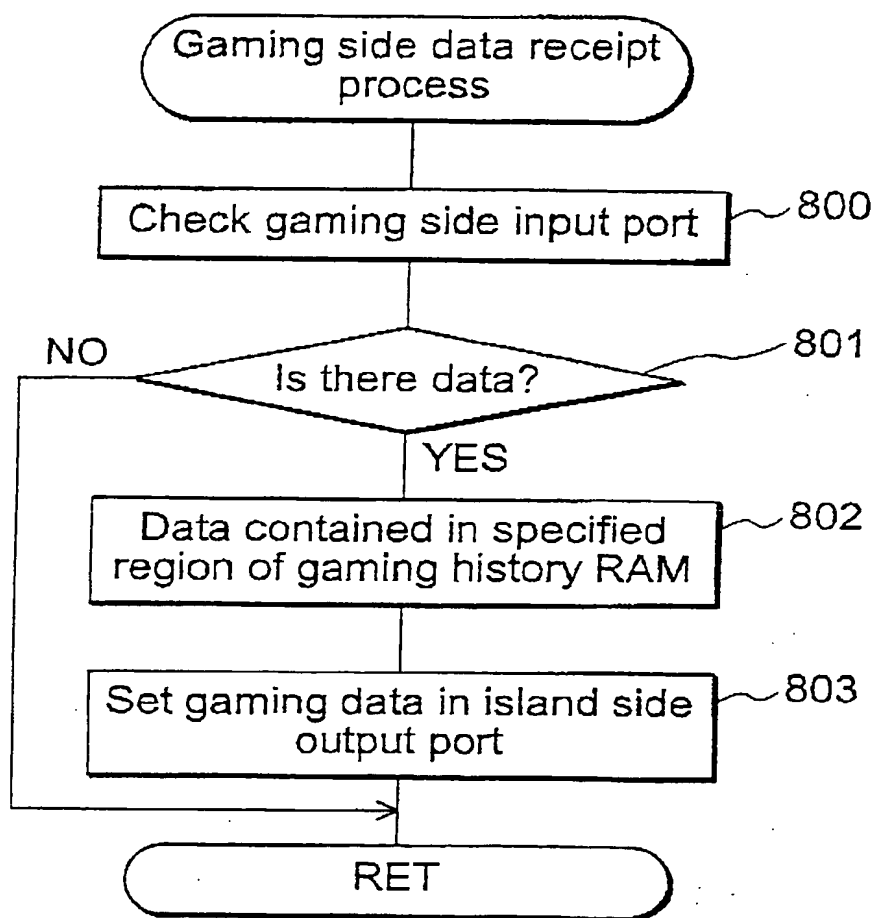 Gaming side data receipt
process
Check gaming side input port
800
NO
Is there data?
801
YES
Data contained in specified
region of gaming history RAM
802
Set gaming data in island side
output port
803
RET